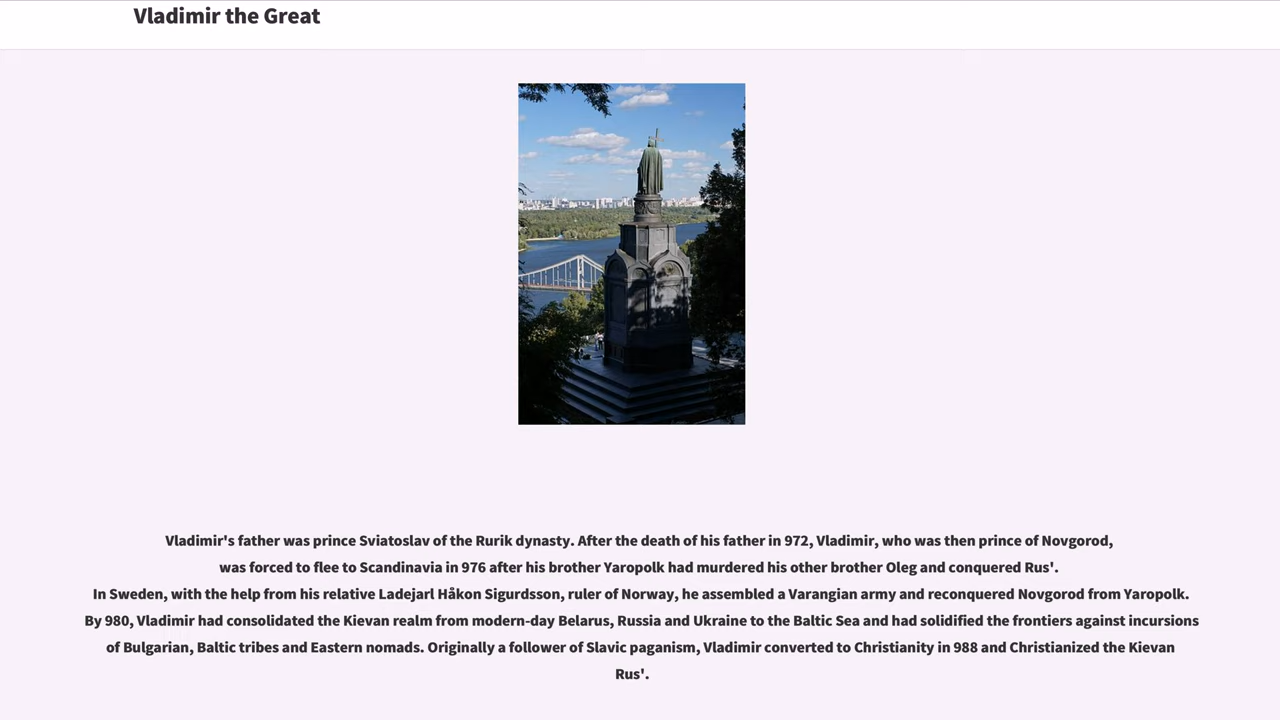 Vladimir the Great
Vladimir's father was prince Sviatoslav of the Rurik dynasty. After the death of his father in 972, Vladimir, who was then prince of Novgorod,
was forced to flee to Scandinavia in 976 after his brother Yaropolk had murdered his other brother Oleg and conquered Rus'.
In Sweden, with the help from his relative Ladejarl Håkon Sigurdsson, ruler of Norway, he assembled a Varangian army and reconquered Novgorod from Yaropolk.
By 980, Vladimir had consolidated the Kievan realm from modern-day Belarus, Russia and Ukraine to the Baltic Sea and had solidified the frontiers against incursions
of Bulgarian, Baltic tribes and Eastern nomads. Originally a follower of Slavic paganism, Vladimir converted to Christianity in 988 and Christianized the Kievan
Rus'.